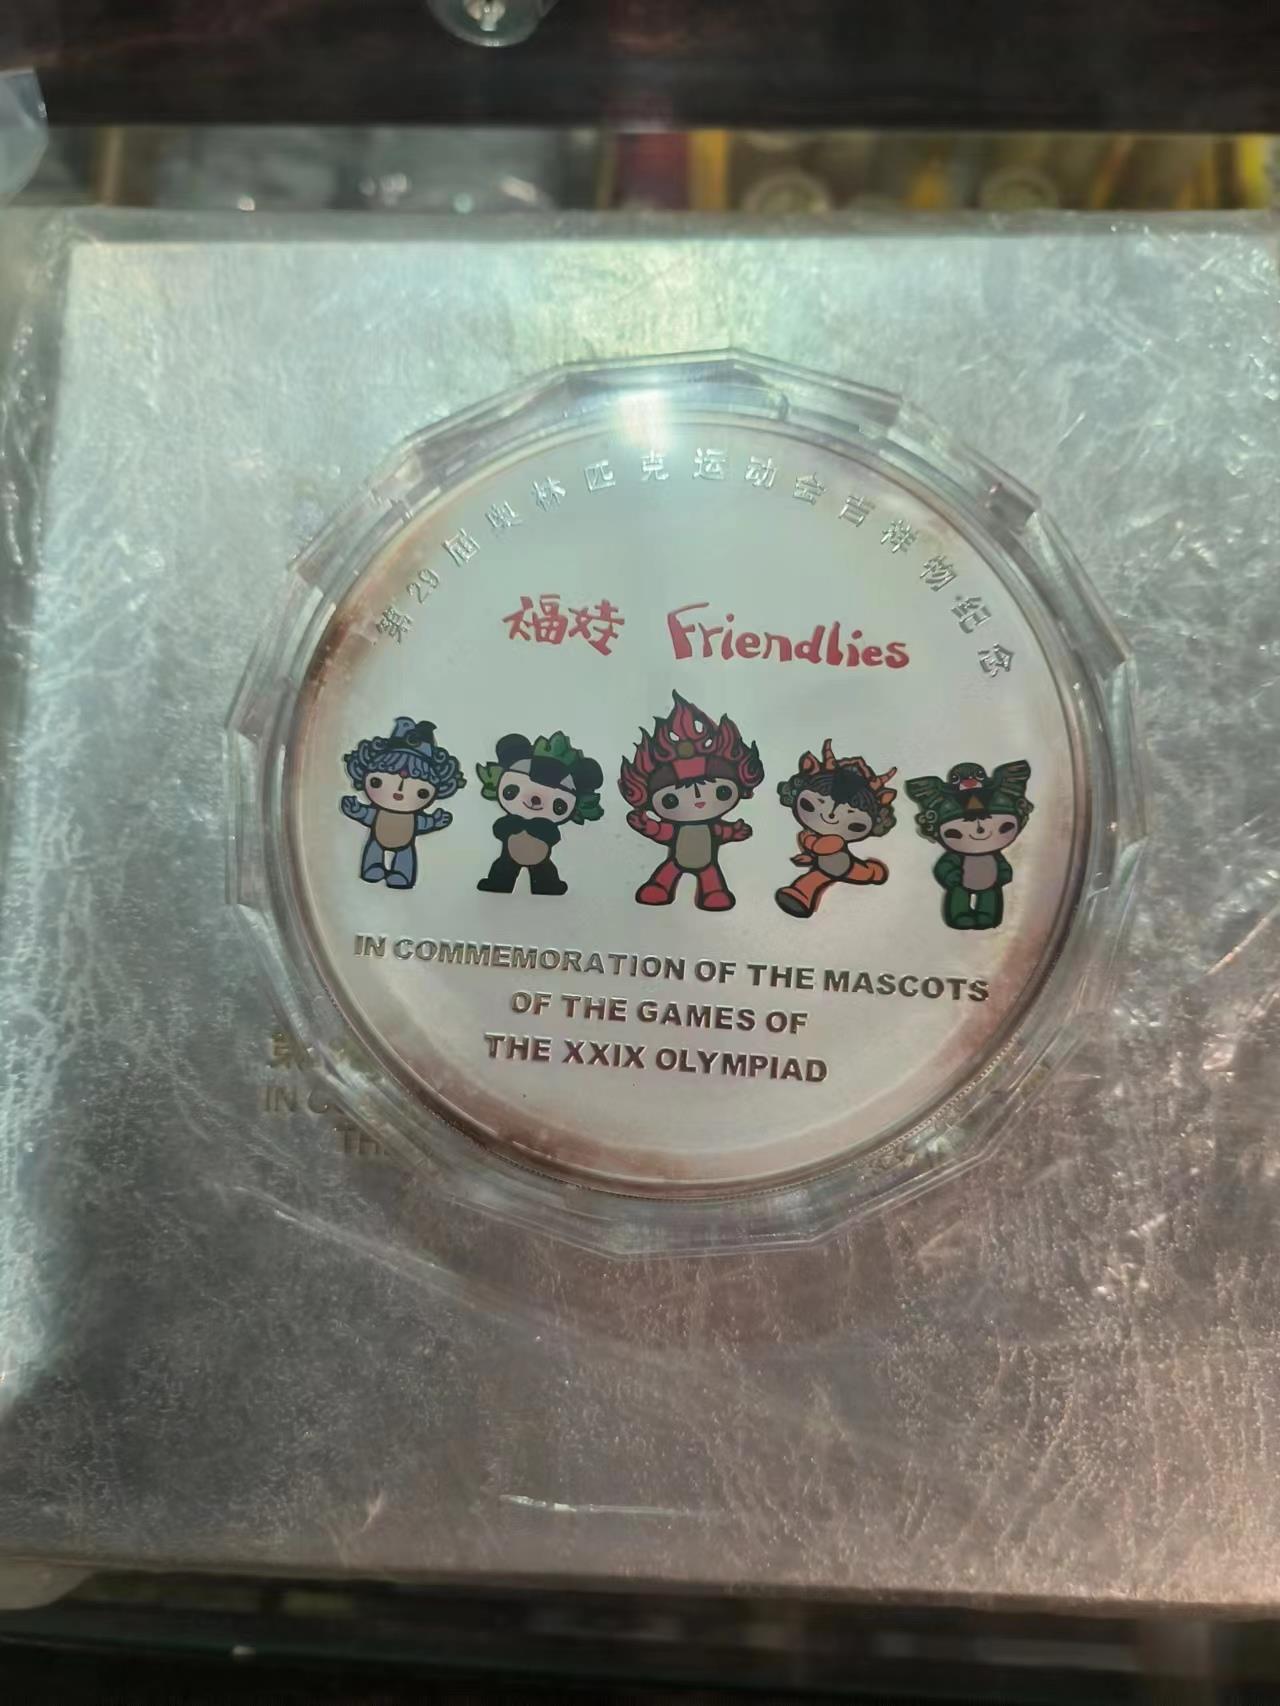 第29届奥林匹克运动会吉祥物纪念
福娃 Friendlies
IN COMMEMORATION OF THE MASCOTS
OF THE GAMES OF
THE XXIX OLYMPIAD
IN